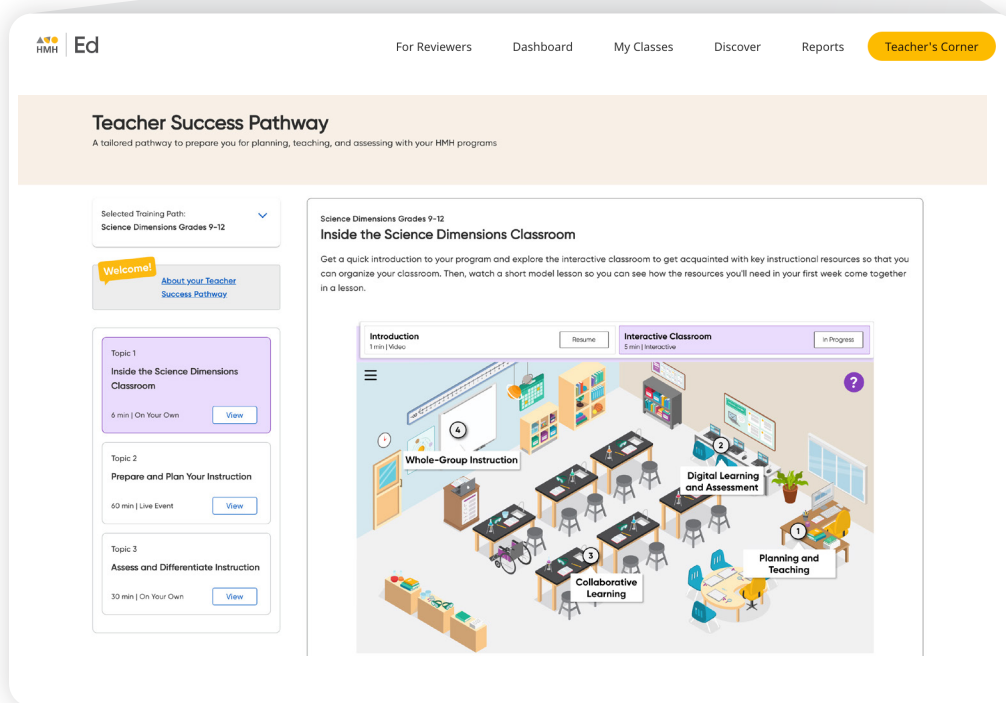 HMH Ed
For Reviewers
Dashboard
My Classes
Discover
Reports
Teacher's Corner
Teacher Success Pathway
A tailored pathway to prepare you for planning, teaching, and assessing with your HMH programs
Selected Training Path:
Science Dimensions Grades 9-12
Welcome!
About your Teacher
Success Pathway
Topic 1
Inside the Science Dimensions
Classroom
6 min | On Your Own
View
Topic 2
Prepare and Plan Your Instruction
60 min | Live Event
View
Topic 3
Assess and Differentiate Instruction
30 min | On Your Own
View
Science Dimensions Grades 9-12
Inside the Science Dimensions Classroom
Get a quick introduction to your program and explore the interactive classroom to get acquainted with key instructional resources so that you
can organize your classroom. Then, watch a short model lesson so you can see how the resources you'll need in your first week come together
in a lesson.
Introduction
1 min | Video
Resume
Interactive Classroom
5 min | Interactive
In Progress
?
4
Whole-Group Instruction
2
Digital Learning
and Assessment
1
Planning and
Teaching
3
Collaborative
Learning